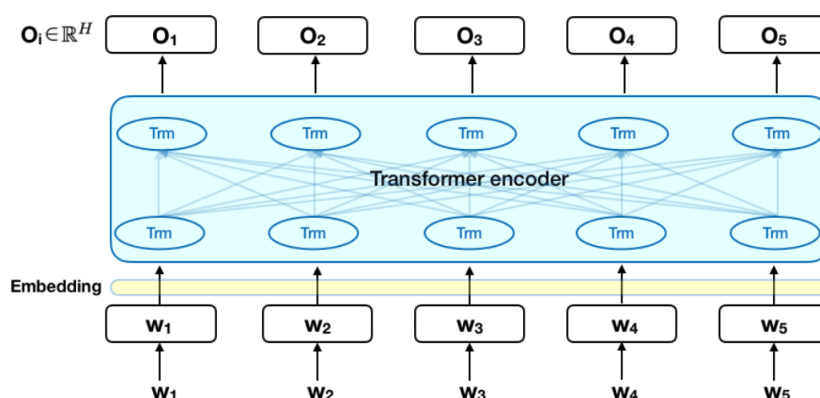 Oᵢ∈ℝᴴ O₁ O₂ O₃ O₄ O₅
Trm Trm Trm Trm Trm
Transformer encoder
Trm Trm Trm Trm Trm
Embedding
w₁ w₂ w₃ w₄ w₅
w₁ w₂ w₃ w₄ w₅